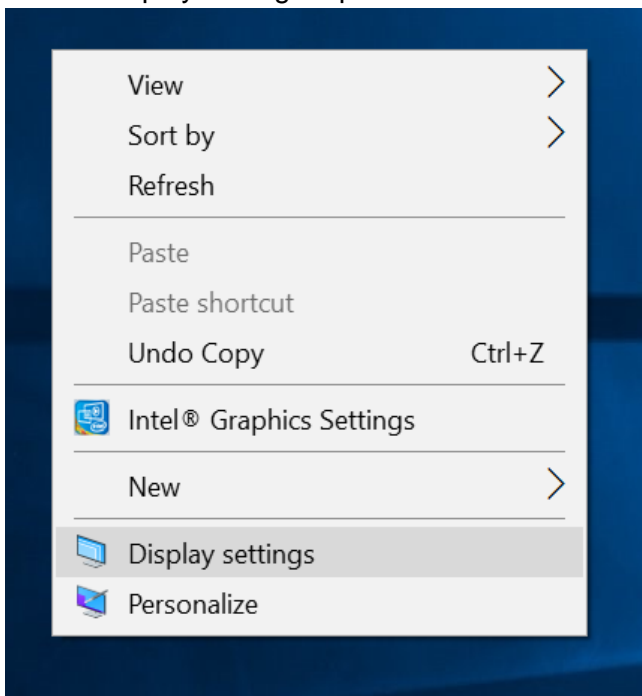 View
Sort by
Refresh
Paste
Paste shortcut
Undo Copy Ctrl+Z
Intel® Graphics Settings
New
Display settings
Personalize